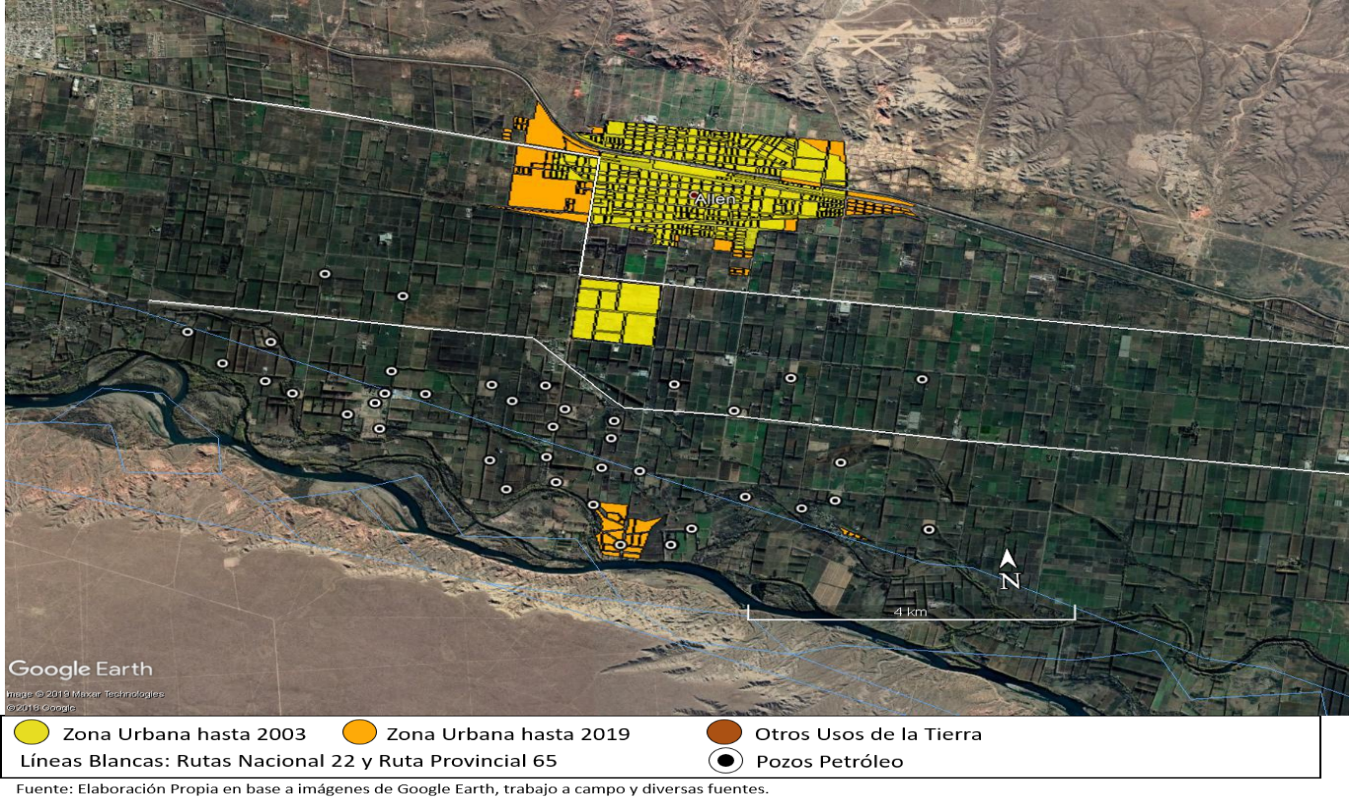 Allen
N
4 km
Google Earth
Image © 2019 Maxar Technologies
© 2018 Google
Zona Urbana hasta 2003
Zona Urbana hasta 2019
Otros Usos de la Tierra
Líneas Blancas: Rutas Nacional 22 y Ruta Provincial 65
Pozos Petróleo
Fuente: Elaboración Propia en base a imágenes de Google Earth, trabajo a campo y diversas fuentes.